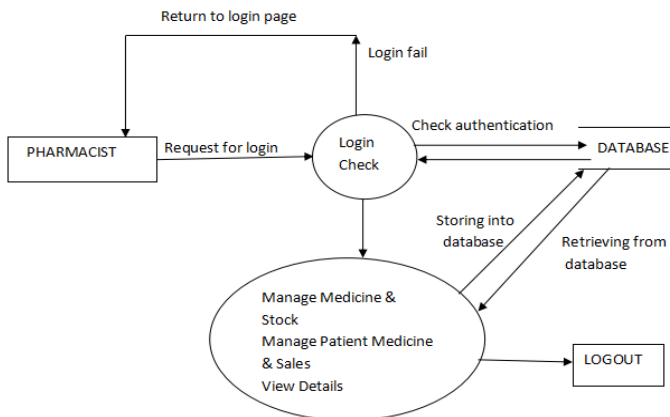 Return to login page
Login fail
PHARMACIST
Request for login
Login
Check
Check authentication
DATABASE
Storing into
database
Retrieving from
database
Manage Medicine &
Stock
Manage Patient Medicine
& Sales
View Details
LOGOUT